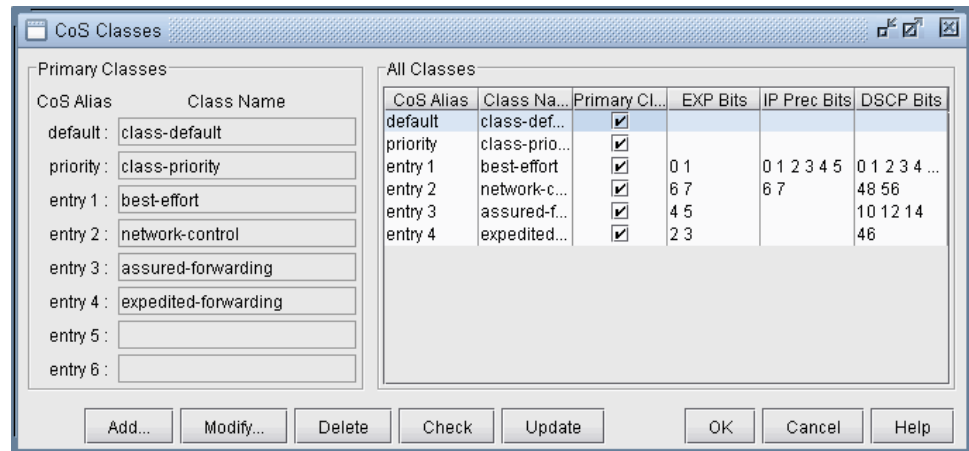 CoS Classes
Primary Classes
CoS Alias Class Name
default : class-default
priority : class-priority
entry 1 : best-effort
entry 2 : network-control
entry 3 : assured-forwarding
entry 4 : expedited-forwarding
entry 5 :
entry 6 :
All Classes
CoS Alias Class Na... Primary Cl... EXP Bits IP Prec Bits DSCP Bits
default class-def...
priority class-prio...
entry 1 best-effort 0 1 0 1 2 3 4 5 0 1 2 3 4 ...
entry 2 network-c... 6 7 6 7 48 56
entry 3 assured-f... 4 5 10 12 14
entry 4 expedited... 2 3 46
Add... Modify... Delete Check Update OK Cancel Help